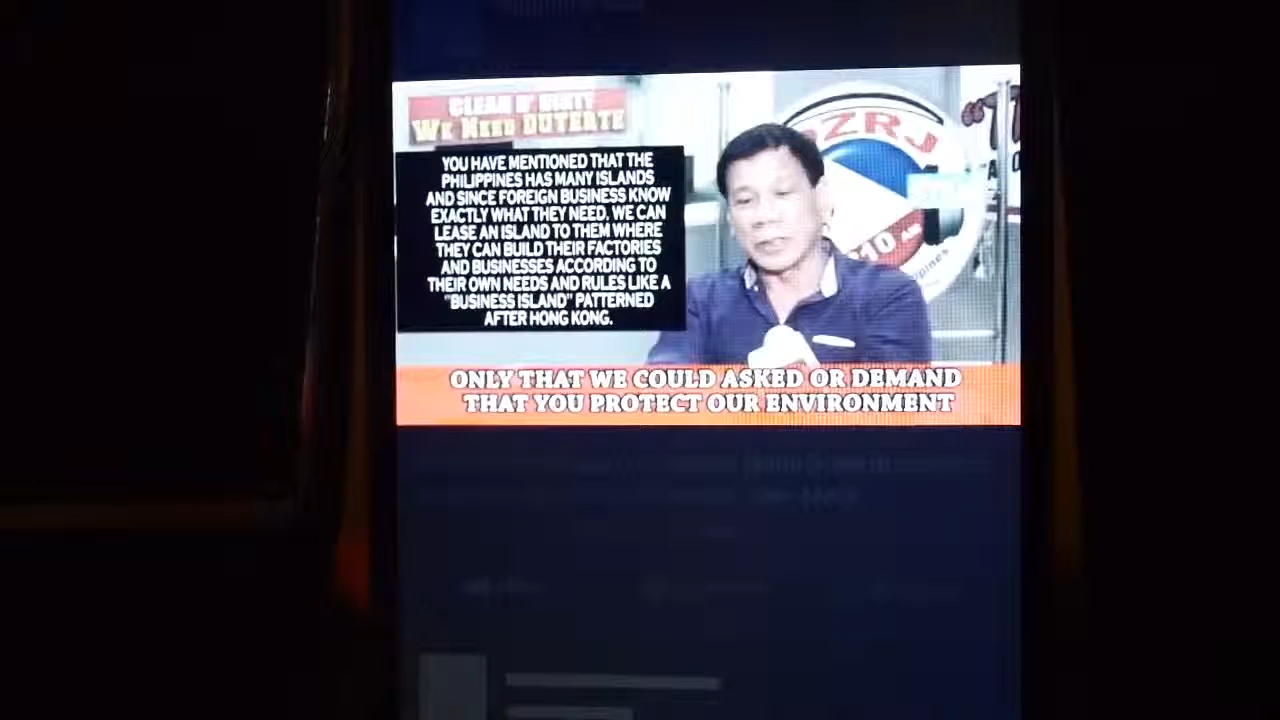 CLEAN N' DIRTY
WE NEED DUTERTE
DZRJ
810 AM
YOU HAVE MENTIONED THAT THE
PHILIPPINES HAS MANY ISLANDS
AND SINCE FOREIGN BUSINESS KNOW
EXACTLY WHAT THEY NEED. WE CAN
LEASE AN ISLAND TO THEM WHERE
THEY CAN BUILD THEIR FACTORIES
AND BUSINESSES ACCORDING TO
THEIR OWN NEEDS AND RULES LIKE A
"BUSINESS ISLAND" PATTERNED
AFTER HONG KONG.
ONLY THAT WE COULD ASKED OR DEMAND
THAT YOU PROTECT OUR ENVIRONMENT